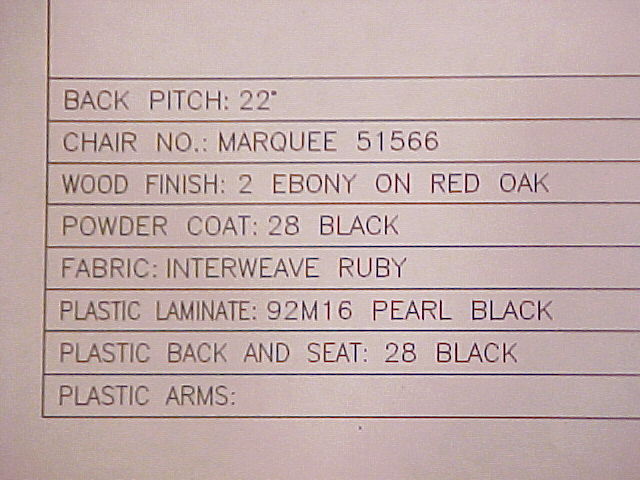 BACK PITCH: 22°
CHAIR NO.: MARQUEE 51566
WOOD FINISH: 2 EBONY ON RED OAK
POWDER COAT: 28 BLACK
FABRIC: INTERWEAVE RUBY
PLASTIC LAMINATE: 92M16 PEARL BLACK
PLASTIC BACK AND SEAT: 28 BLACK
PLASTIC ARMS: